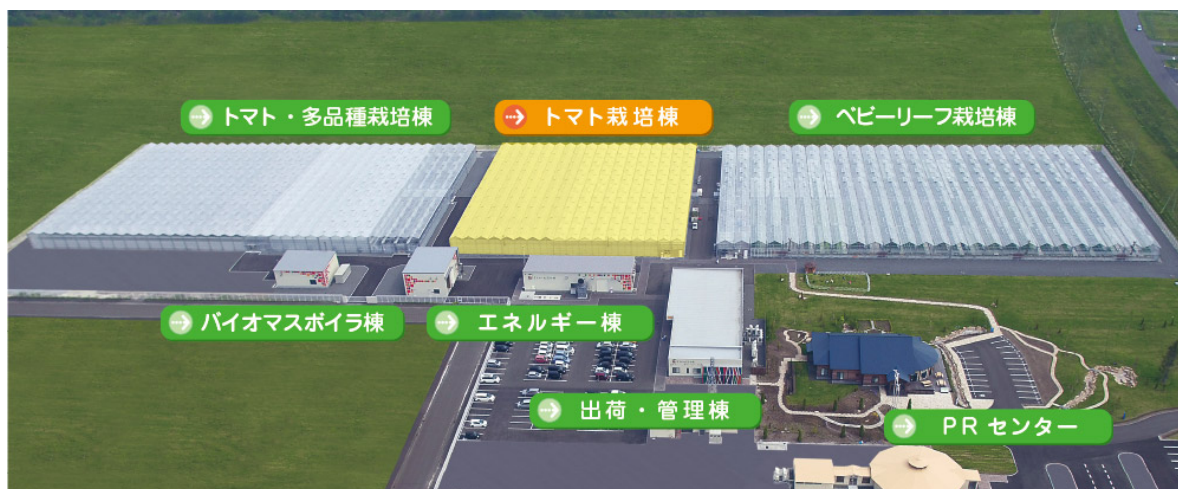 トマト・多品種栽培棟
トマト栽培棟
ベビーリーフ栽培棟
バイオマスボイラ棟
エネルギー棟
出荷・管理棟
PRセンター